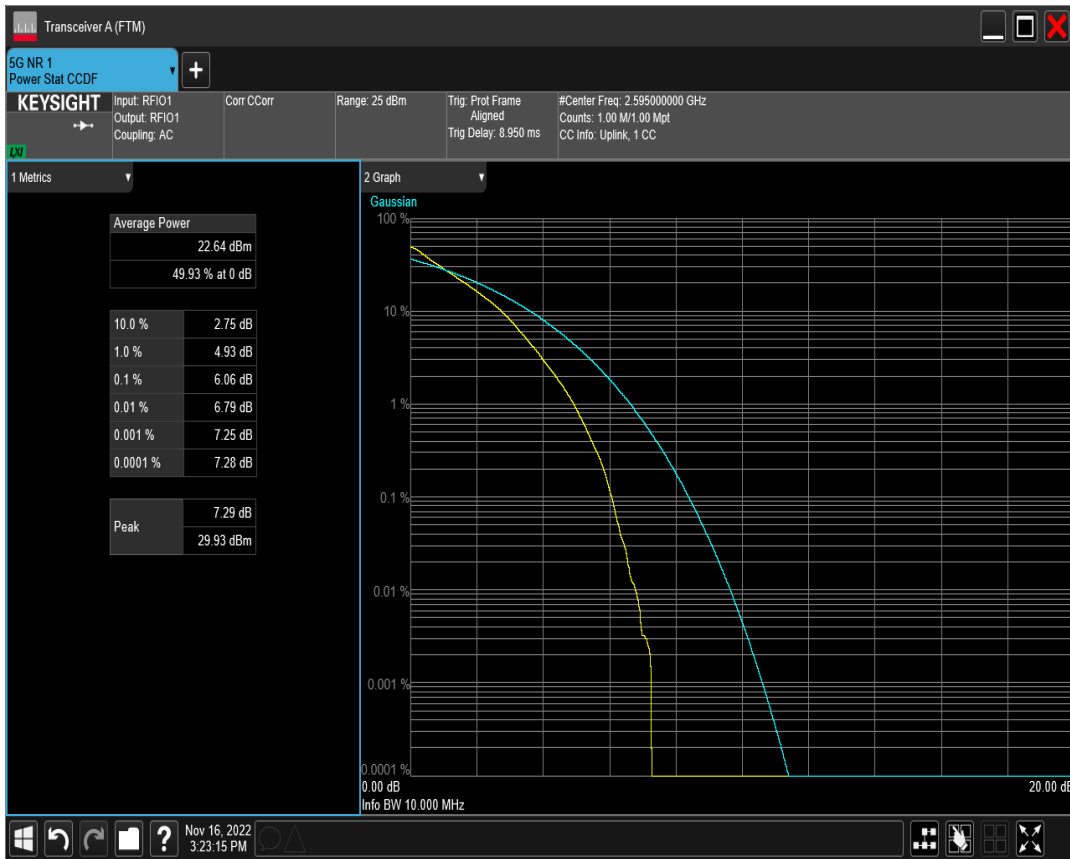 Transceiver A (FTM)
5G NR 1
Power Stat CCDF
+
KEYSIGHT
LXI
Input: RFIO1
Output: RFIO1
Coupling: AC
Corr CCorr
Range: 25 dBm
Trig: Prot Frame
Aligned
Trig Delay: 8.950 ms
#Center Freq: 2.595000000 GHz
Counts: 1.00 M/1.00 Mpt
CC Info: Uplink, 1 CC
1 Metrics
Average Power
22.64 dBm
49.93 % at 0 dB
10.0 % 2.75 dB
1.0 % 4.93 dB
0.1 % 6.06 dB
0.01 % 6.79 dB
0.001 % 7.25 dB
0.0001 % 7.28 dB
Peak
7.29 dB
29.93 dBm
2 Graph
Gaussian
100 %
10 %
1 %
0.1 %
0.01 %
0.001 %
0.0001 %
0.00 dB 20.00 dB
Info BW 10.000 MHz
?
Nov 16, 2022
3:23:15 PM